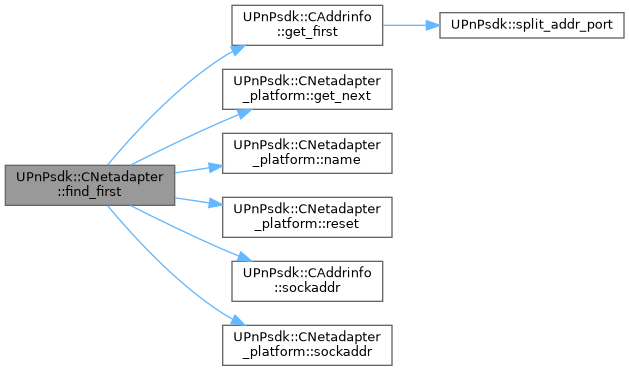 UPnPsdk::CNetadapter
::find_first
UPnPsdk::CAddrinfo
::get_first
UPnPsdk::split_addr_port
UPnPsdk::CNetadapter
_platform::get_next
UPnPsdk::CNetadapter
_platform::name
UPnPsdk::CNetadapter
_platform::reset
UPnPsdk::CAddrinfo
::sockaddr
UPnPsdk::CNetadapter
_platform::sockaddr